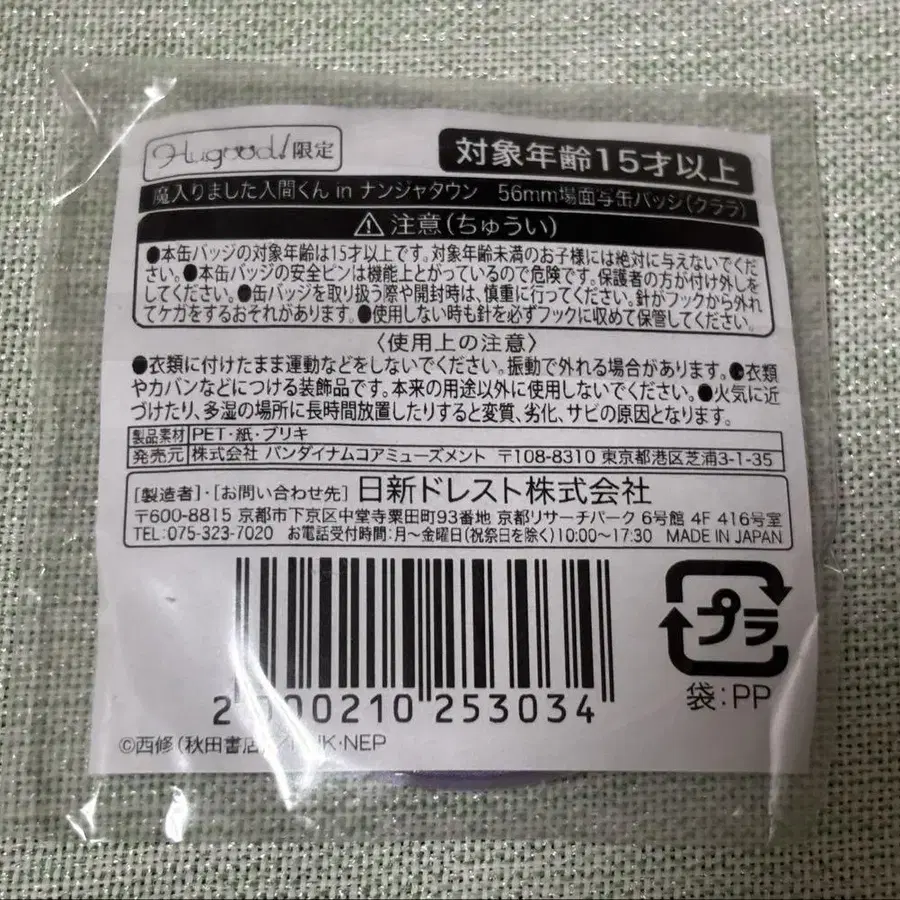 Hugood!限定
対象年齢15才以上
魔入りました入間くん in ナンジャタウン 56mm場面写缶バッジ(クララ)
⚠注意(ちゅうい)
●本缶バッジの対象年齢は15才以上です。対象年齢未満のお子様には絶対に与えないでくだ
さい。●本缶バッジの安全ピンは機能上とがっているので危険です。保護者の方が付け外しを
してください。●缶バッジを取り扱う際や開封時は、慎重に行ってください。針がフックから外れ
てケガをするおそれがあります。●使用しない時も針を必ずフックに収めて保管してください。
〈使用上の注意〉
●衣類に付けたまま運動などをしないでください。振動で外れる場合があります。●衣類
やカバンなどにつける装飾品です。本来の用途以外に使用しないでください。●火気に近
づけたり、多湿の場所に長時間放置したりすると変質、劣化、サビの原因となります。
製品素材 PET・紙・ブリキ
発売元 株式会社 バンダイナムコアミューズメント 〒108-8310 東京都港区芝浦3-1-35
[製造者]・[お問い合わせ先] 日新ドレスト株式会社
〒600-8815 京都市下京区中堂寺粟田町93番地 京都リサーチパーク 6号館 4F 416号室
TEL:075-323-7020 お電話受付時間:月〜金曜日(祝祭日を除く)10:00〜17:30 MADE IN JAPAN
プラ
2 000210 253034
袋:PP
©西修(秋田書店)/NHK・NEP